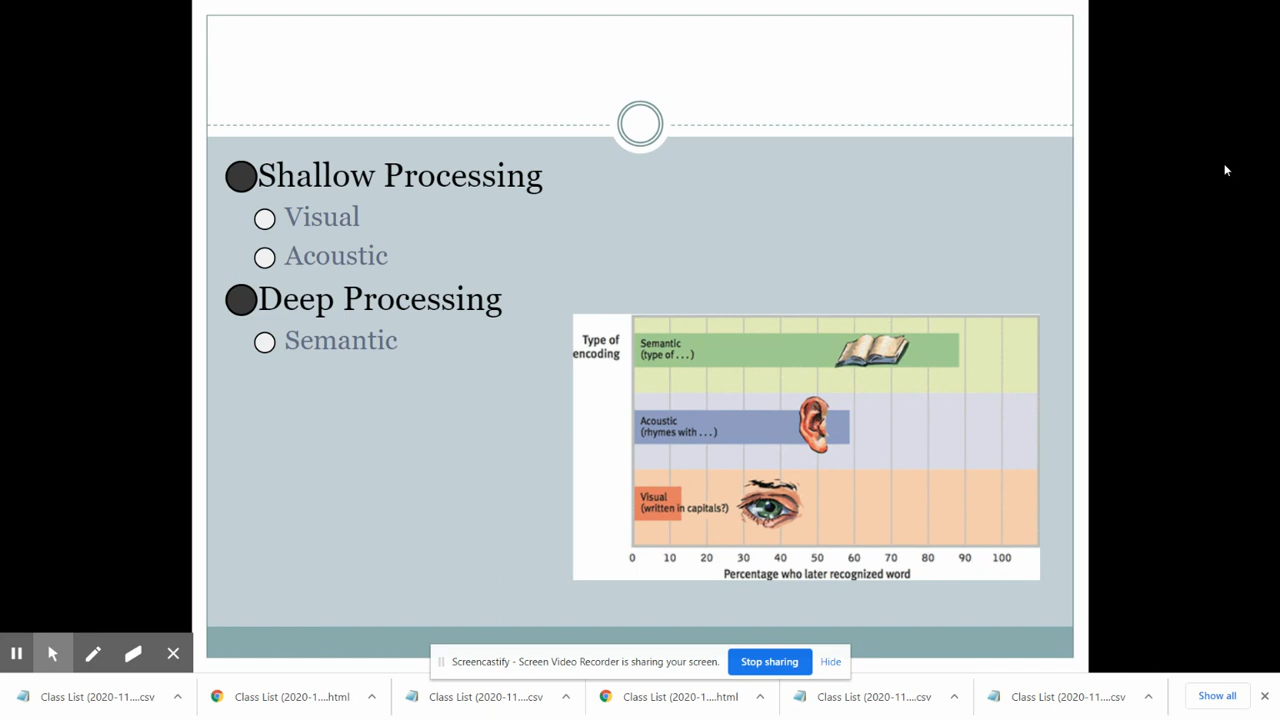 Shallow Processing
Visual
Acoustic
Deep Processing
Semantic
Type of
encoding
Semantic
(type of...)
Acoustic
(rhymes with...)
Visual
(written in capitals?)
0 10 20 30 40 50 60 70 80 90 100
Percentage who later recognized word
Screencastify - Screen Video Recorder is sharing your screen. Stop sharing Hide
Class List (2020-11....csv Class List (2020-1....html Class List (2020-11....csv Class List (2020-1....html Class List (2020-11....csv Class List (2020-11....csv Show all